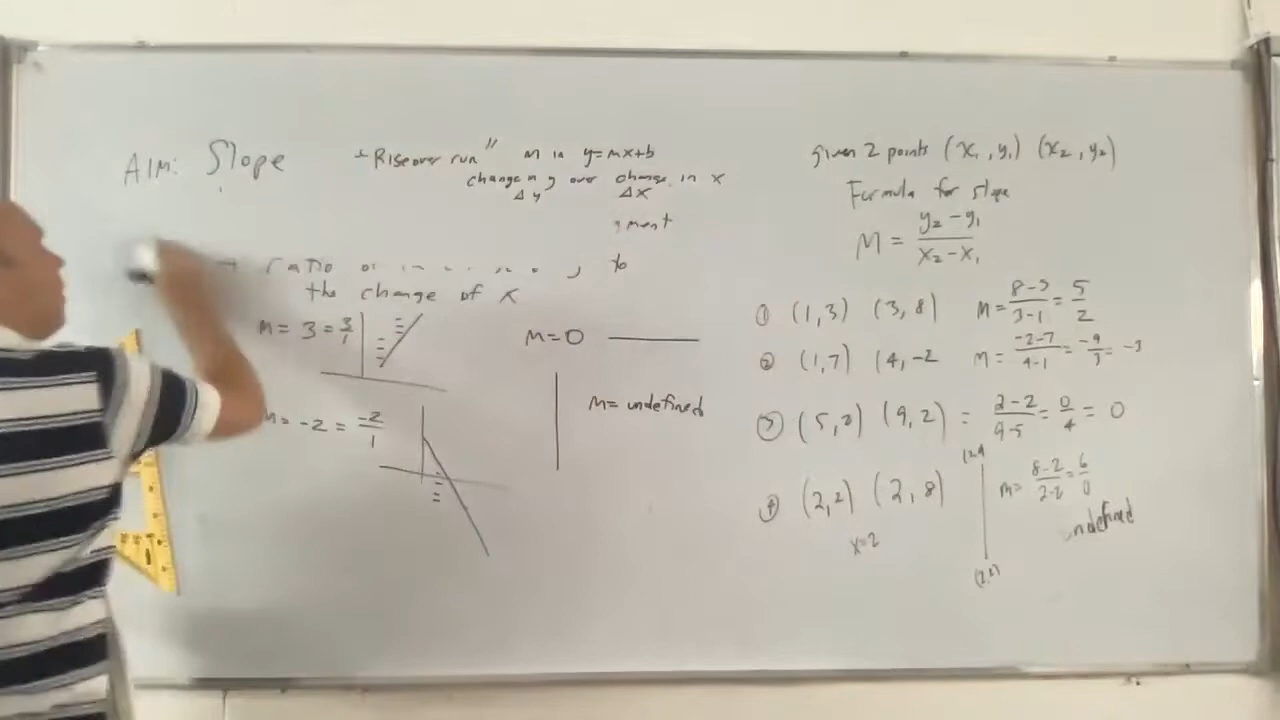 AIM: Slope
"Rise over run" m in y=mx+b
change in y over change in x
Δy Δx
ment
ratio
the change of x
m = 3 = 3/1
m=0
m = -2 = -2/1
m= undefined
given 2 points (x₁, y₁) (x₂, y₂)
Formula for slope
M = y₂-y₁/x₂-x₁
① (1,3) (3,8) m= 8-3/3-1 = 5/2
② (1,7) (4,-2 m= -2-7/4-1 = -9/3 = -3
③ (5,2) (9,2) = 2-2/9-5 = 0/4 = 0
④ (2,2) (2,8) m= 8-2/2-2 = 6/0
undefined
x=2
(2,2)